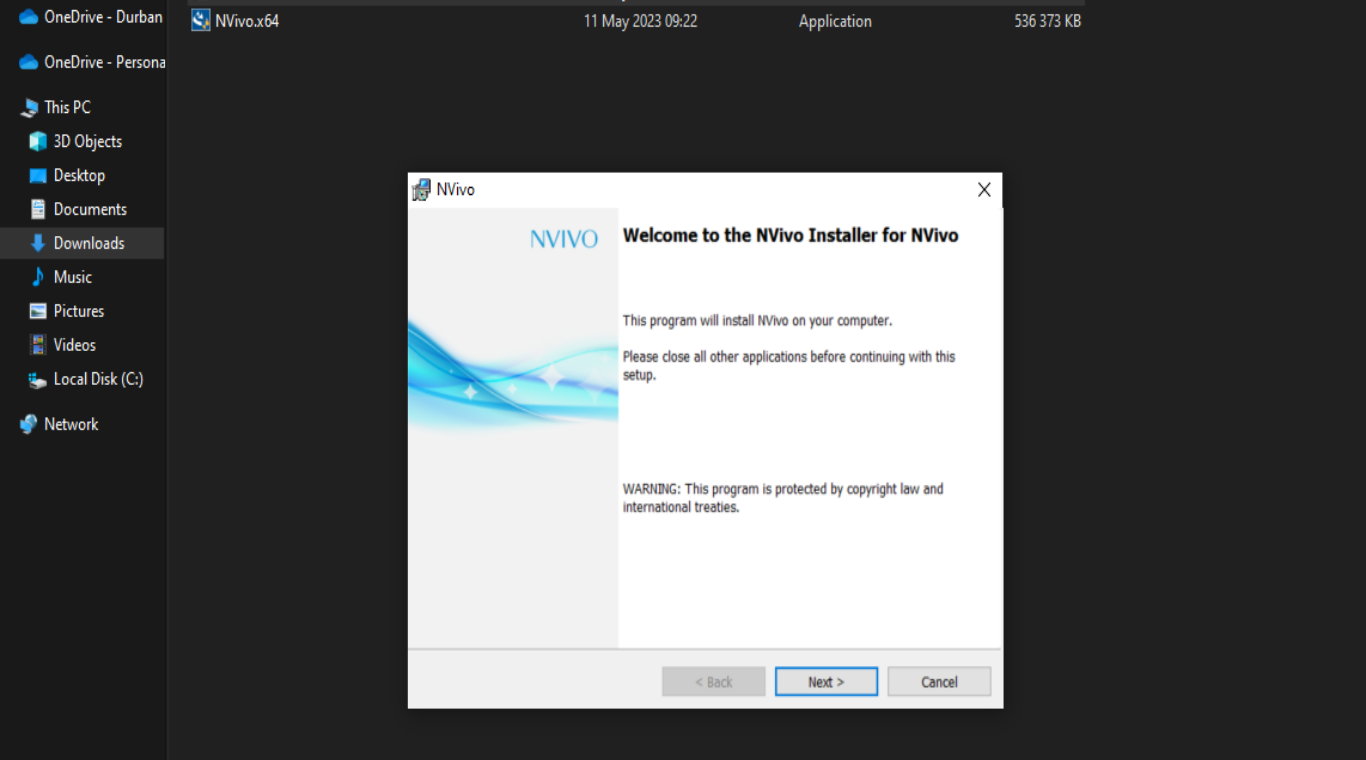 OneDrive - Durban
NVivo.x64 11 May 2023 09:22 Application 536 373 KB
OneDrive - Persona
This PC
3D Objects
Desktop
Documents
Downloads
Music
Pictures
Videos
Local Disk (C:)
Network
NVivo
NVIVO
Welcome to the NVivo Installer for NVivo
This program will install NVivo on your computer.
Please close all other applications before continuing with this
setup.
WARNING: This program is protected by copyright law and
international treaties.
< Back Next > Cancel